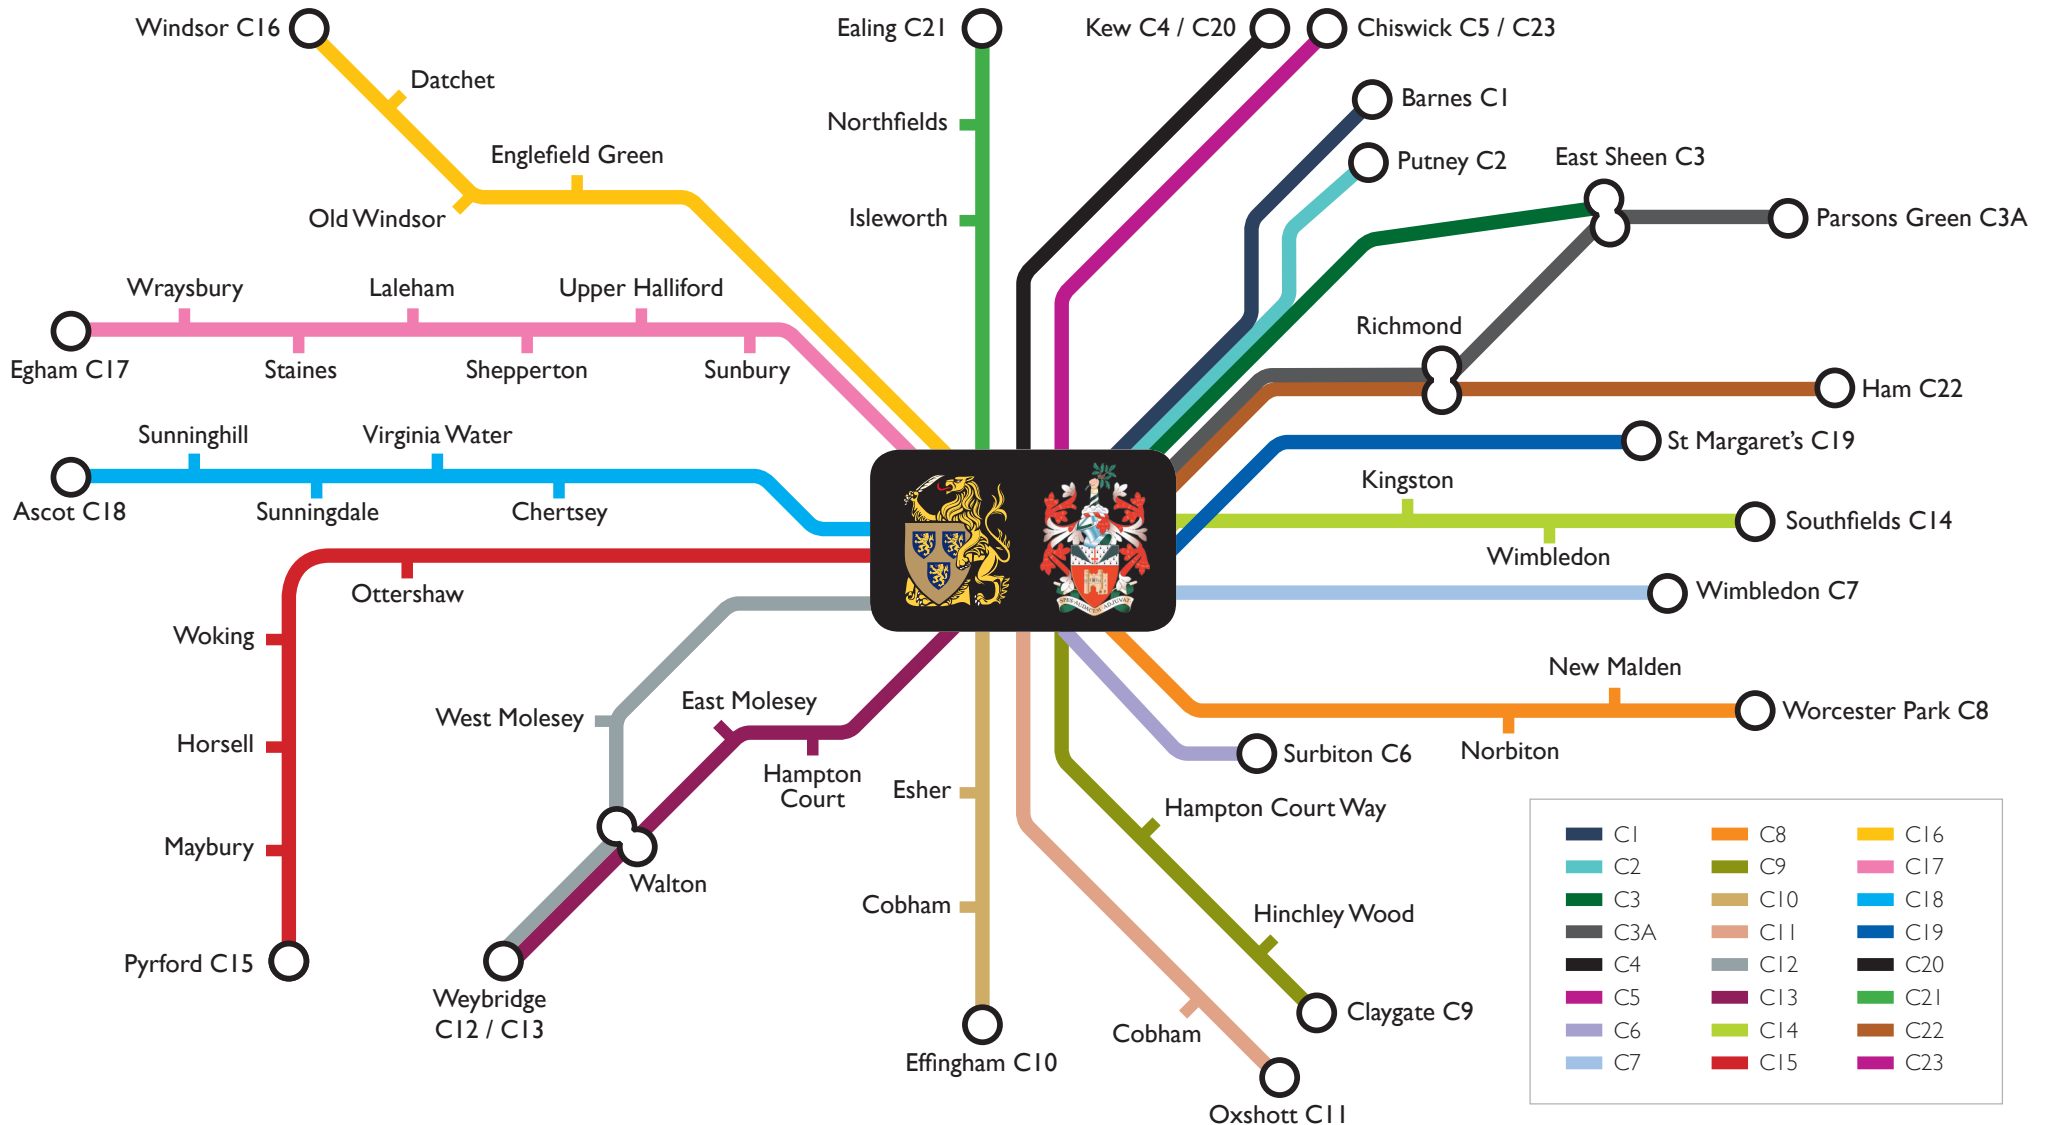 Windsor C16
Ealing C21
Kew C4 / C20
Chiswick C5 / C23
Datchet
Barnes C1
Northfields
Englefield Green
Putney C2
East Sheen C3
Old Windsor
Isleworth
Parsons Green C3A
Wraysbury
Laleham
Upper Halliford
Richmond
Egham C17
Staines
Shepperton
Sunbury
Ham C22
Sunninghill
Virginia Water
St Margaret's C19
Kingston
Ascot C18
Sunningdale
Chertsey
Southfields C14
Wimbledon
Ottershaw
Wimbledon C7
SPES AUDACES ADJUVAT
Woking
West Molesey
East Molesey
New Malden
Worcester Park C8
Horsell
Hampton
Court
Norbiton
Surbiton C6
Esher
Hampton Court Way
Maybury
Walton
Cobham
Hinchley Wood
Pyrford C15
Weybridge
C12 / C13
Claygate C9
Cobham
Effingham C10
Oxshott C11
C1
C2
C3
C3A
C4
C5
C6
C7
C8
C9
C10
C11
C12
C13
C14
C15
C16
C17
C18
C19
C20
C21
C22
C23